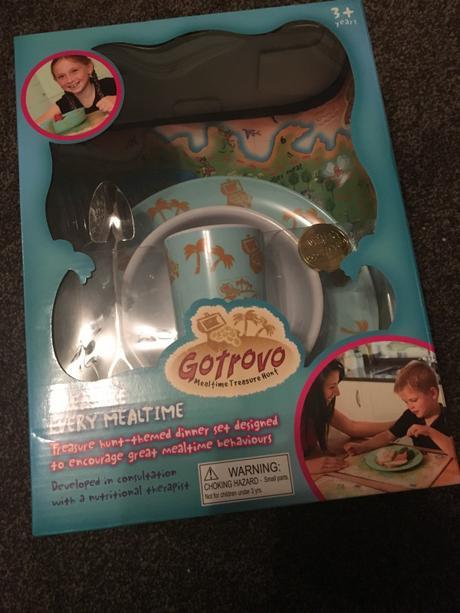 3+
years
Gotrovo
Mealtime Treasure Hunt
EVERY MEALTIME
Treasure hunt-themed dinner set designed
to encourage great mealtime behaviours
Developed in consultation
with a nutritional therapist
WARNING:
CHOKING HAZARD - Small parts
Not for children under 3 yrs.